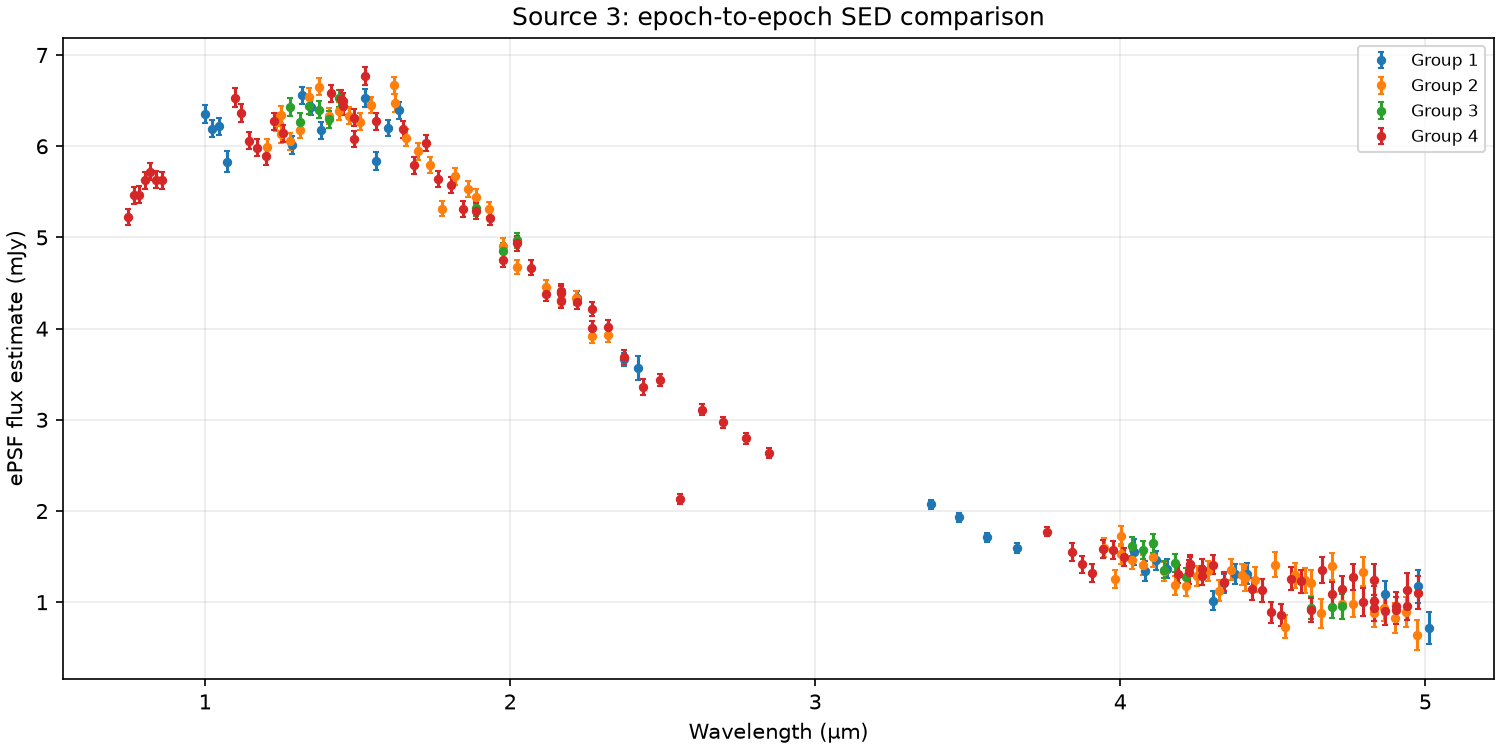 Source 3: epoch-to-epoch SED comparison
Group 1
Group 2
Group 3
Group 4
ePSF flux estimate (mJy)
7
6
5
4
3
2
1
1 2 3 4 5
Wavelength (μm)